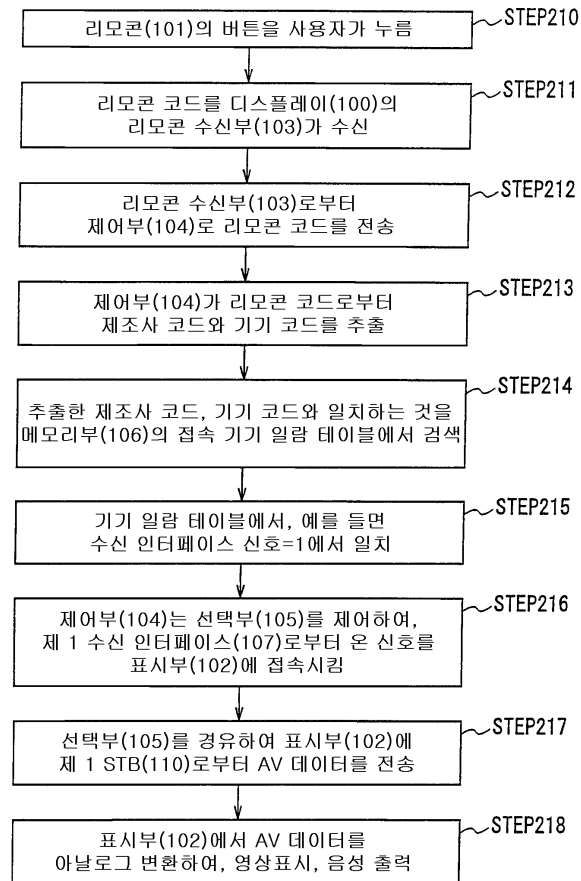 리모콘(101)의 버튼을 사용자가 누름
STEP210
리모콘 코드를 디스플레이(100)의
리모콘 수신부(103)가 수신
STEP211
리모콘 수신부(103)로부터
제어부(104)로 리모콘 코드를 전송
STEP212
제어부(104)가 리모콘 코드로부터
제조사 코드와 기기 코드를 추출
STEP213
추출한 제조사 코드, 기기 코드와 일치하는 것을
메모리부(106)의 접속 기기 일람 테이블에서 검색
STEP214
기기 일람 테이블에서, 예를 들면
수신 인터페이스 신호=1에서 일치
STEP215
제어부(104)는 선택부(105)를 제어하여,
제 1 수신 인터페이스(107)로부터 온 신호를
표시부(102)에 접속시킴
STEP216
선택부(105)를 경유하여 표시부(102)에
제 1 STB(110)로부터 AV 데이터를 전송
STEP217
표시부(102)에서 AV 데이터를
아날로그 변환하여, 영상표시, 음성 출력
STEP218